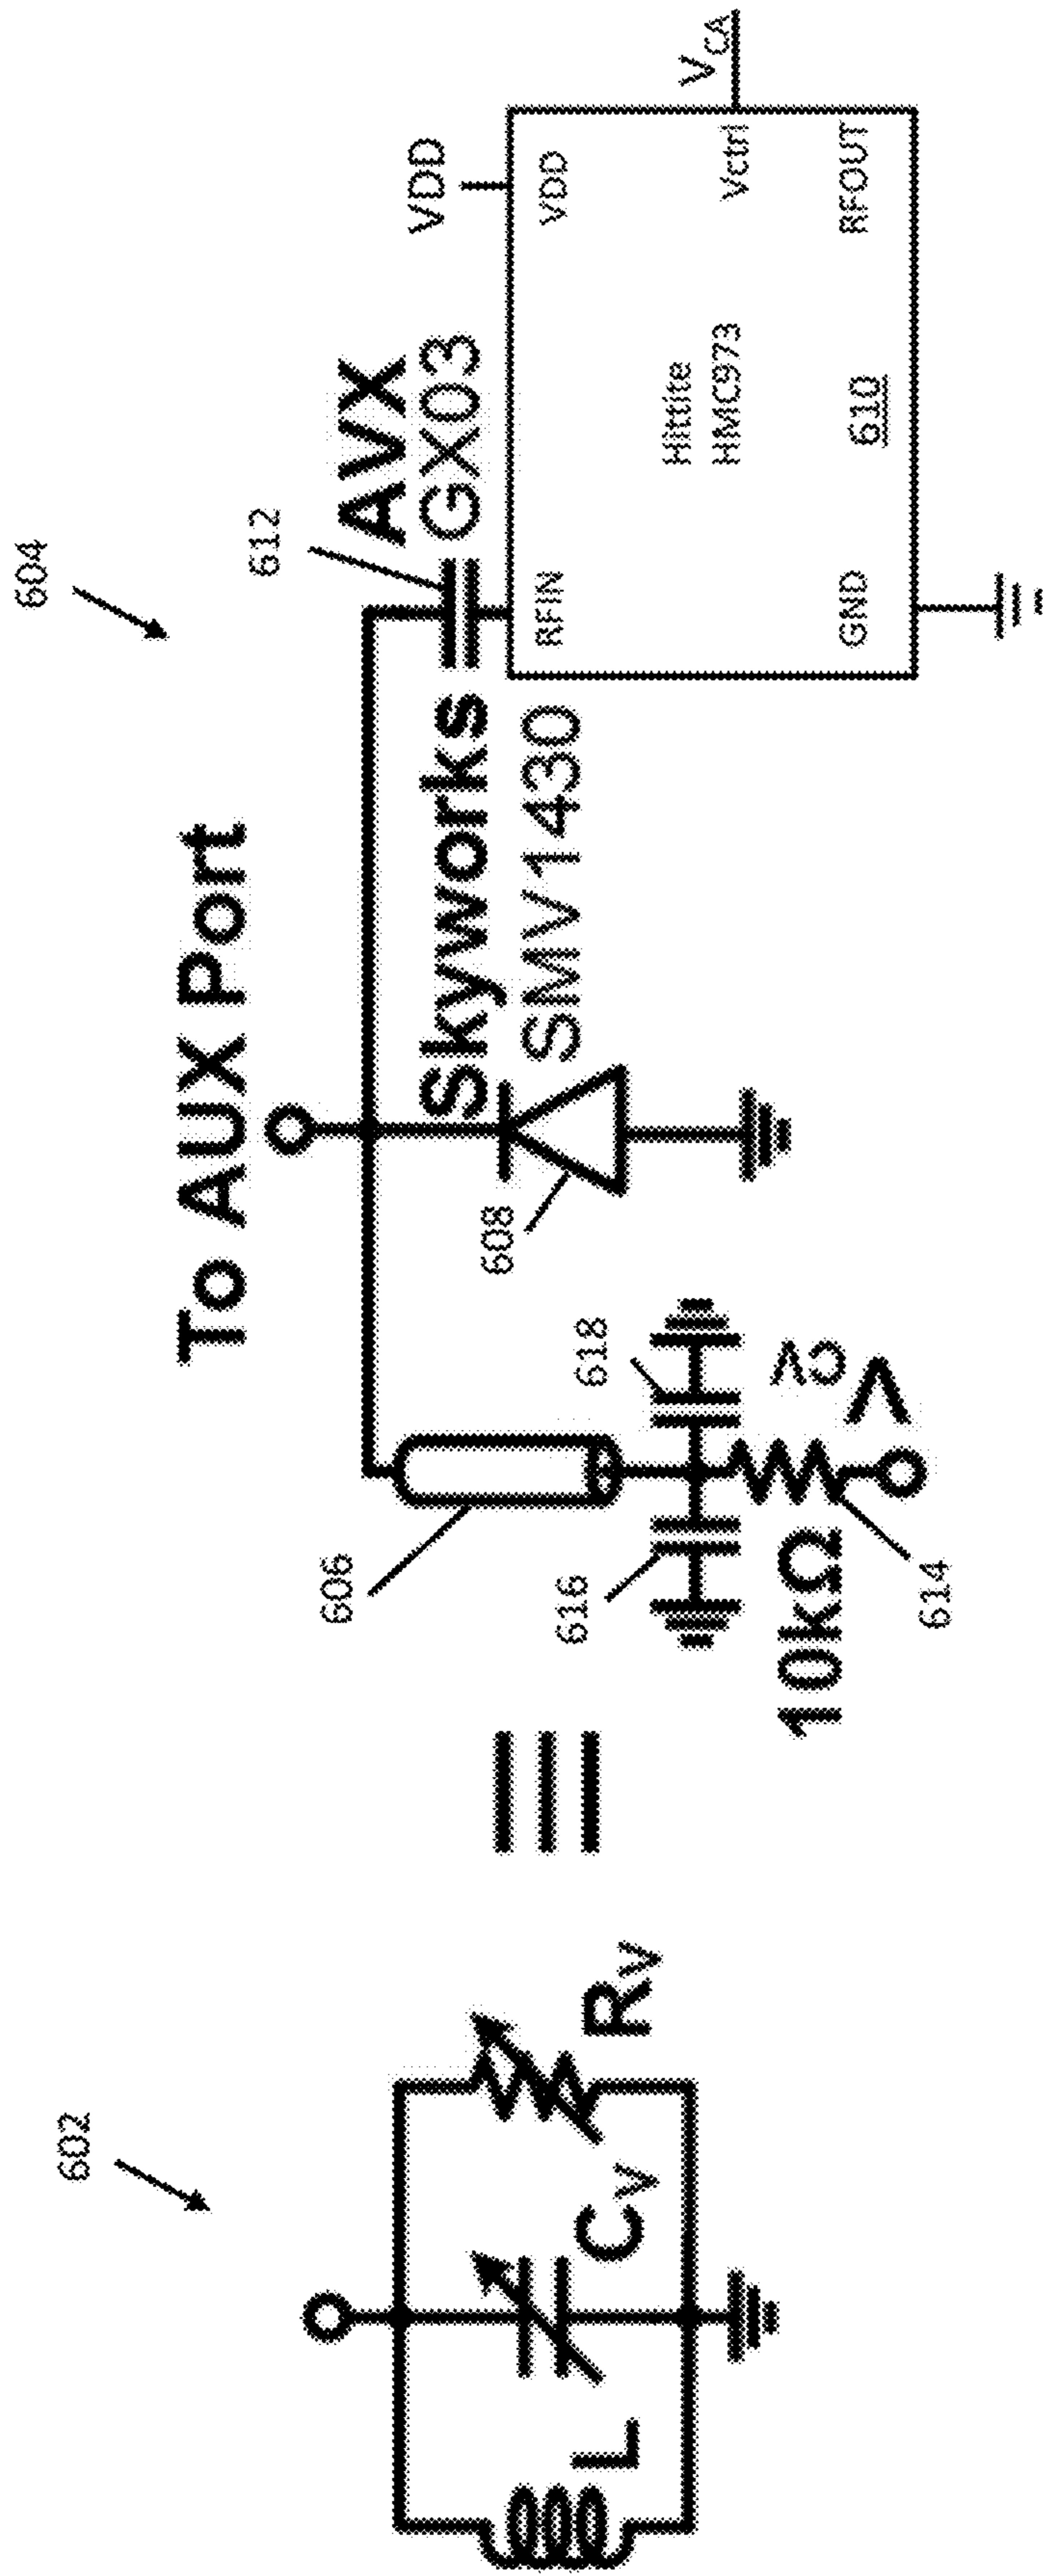 602
L
CV
RV
604
To AUX Port
606
616
618
10kΩ
614
VCV
608
Skyworks
SMV1430
612
AVX
GX03
VDD
RFIN
VDD
Hittite
HMC973
610
Vctrl
VCA
GND
RFOUT